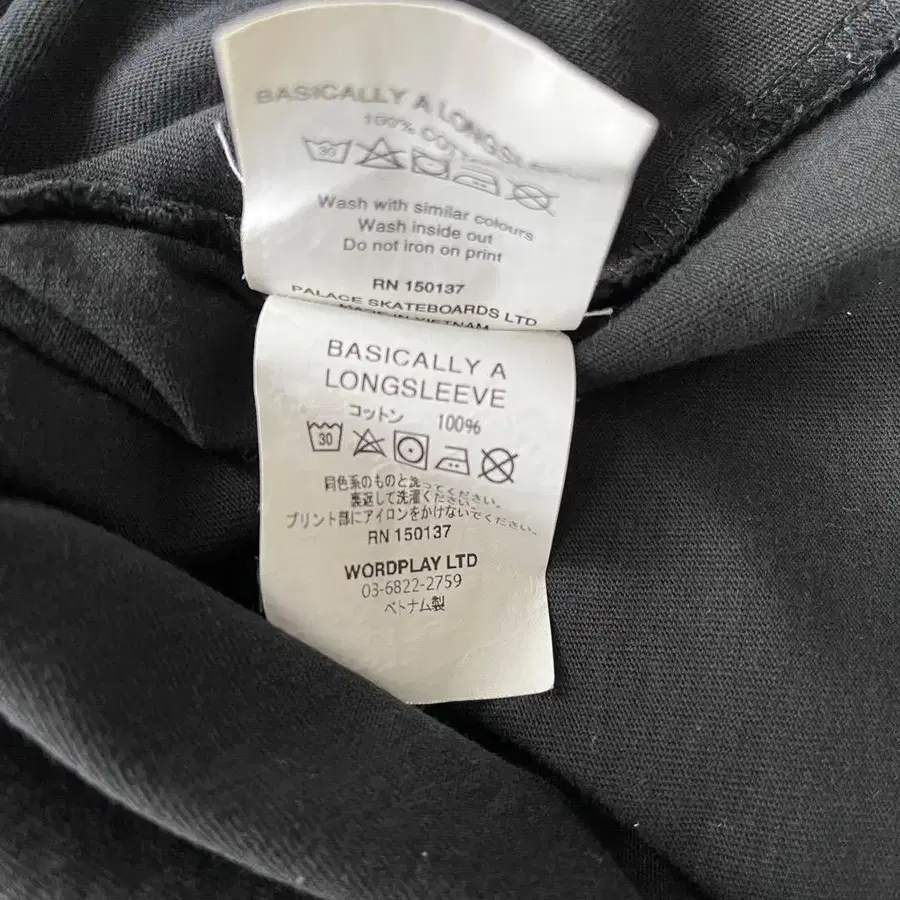 BASICALLY A LONGSLE
100% COT
30
Wash with similar colours
Wash inside out
Do not iron on print
RN 150137
PALACE SKATEBOARDS LTD
MADE IN VIETNAM
BASICALLY A
LONGSLEEVE
コットン 100%
30
同色系のものと洗ってください。
裏返して洗濯ください。
プリント部にアイロンをかけないでください。
RN 150137
WORDPLAY LTD
03-6822-2759
ベトナム製